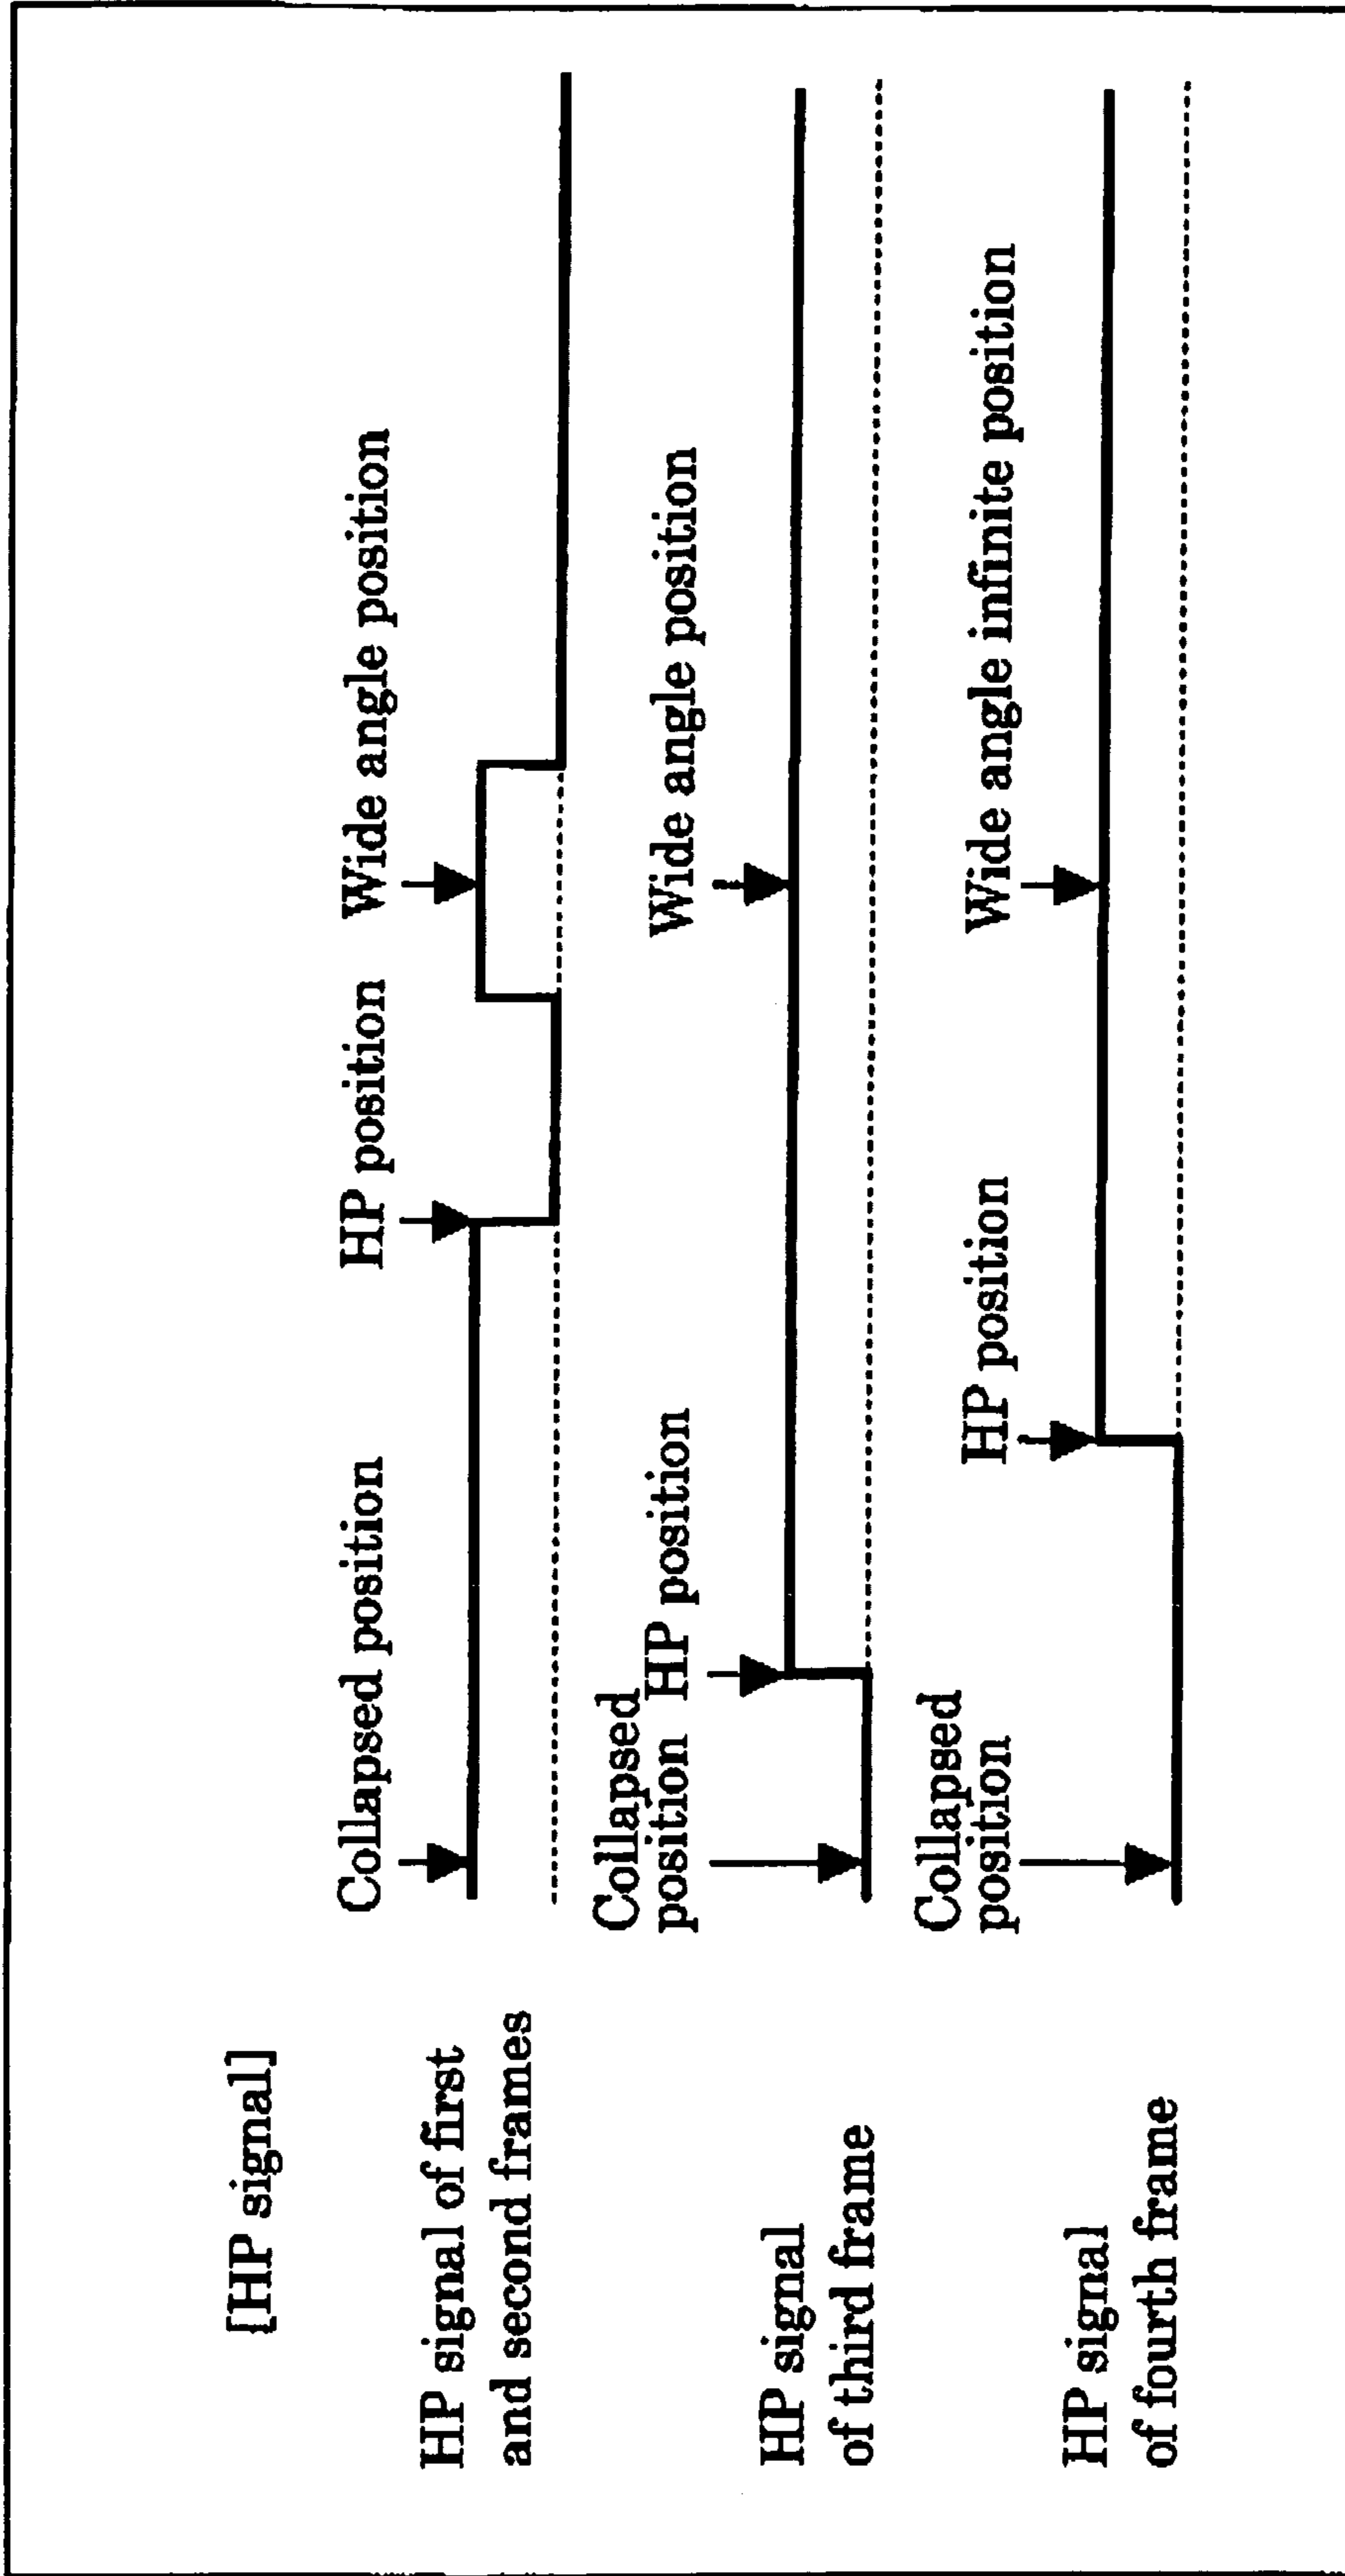 [HP signal]
HP signal of first
and second frames
Collapsed position
HP position
Wide angle position
HP signal
of third frame
Collapsed
position
HP position
Wide angle position
HP signal
of fourth frame
Collapsed
position
HP position
Wide angle infinite position